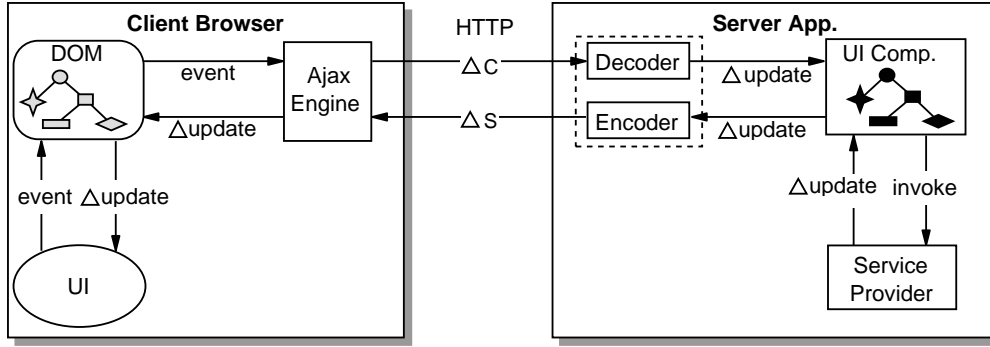 Client Browser
HTTP
Server App.
DOM
event
Ajax
Engine
△C
Decoder
△update
UI Comp.
△update
△S
Encoder
△update
event
△update
△update
invoke
UI
Service
Provider